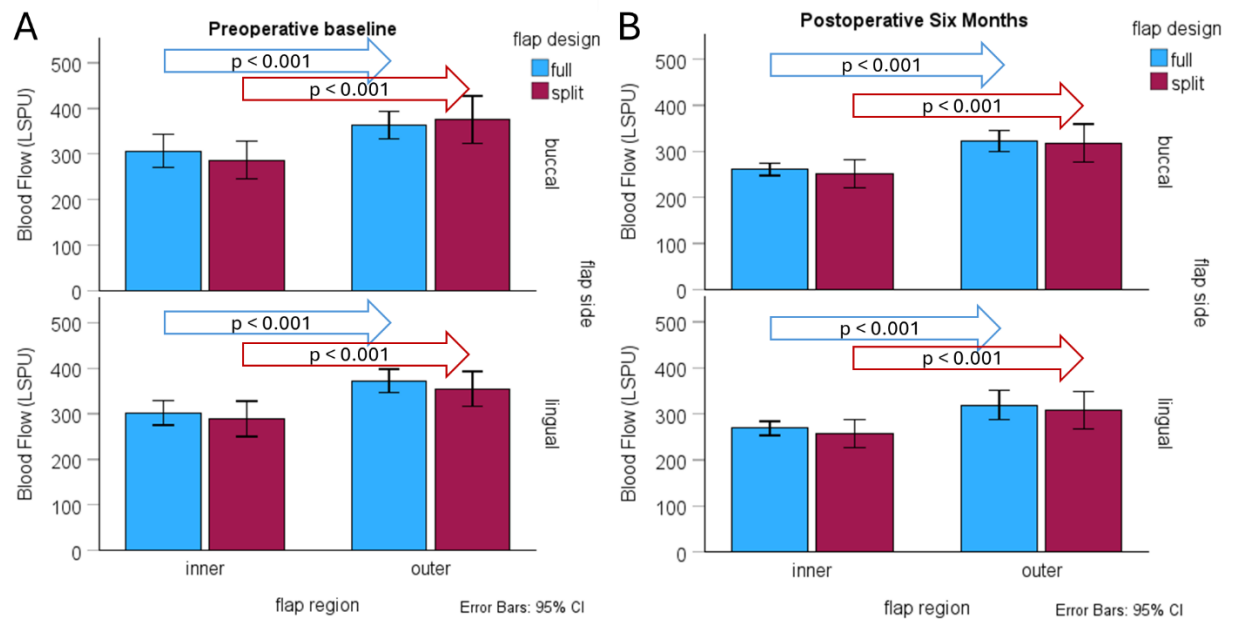 A
Preoperative baseline
flap design
full
split
500
400
300
200
100
0
Blood Flow (LSPU)
p < 0.001
p < 0.001
buccal
500
400
300
200
100
0
Blood Flow (LSPU)
p < 0.001
p < 0.001
lingual
flap side
inner
outer
flap region
Error Bars: 95% CI
B
Postoperative Six Months
flap design
full
split
500
400
300
200
100
0
Blood Flow (LSPU)
p < 0.001
p < 0.001
buccal
500
400
300
200
100
0
Blood Flow (LSPU)
p < 0.001
p < 0.001
lingual
flap side
inner
outer
flap region
Error Bars: 95% CI